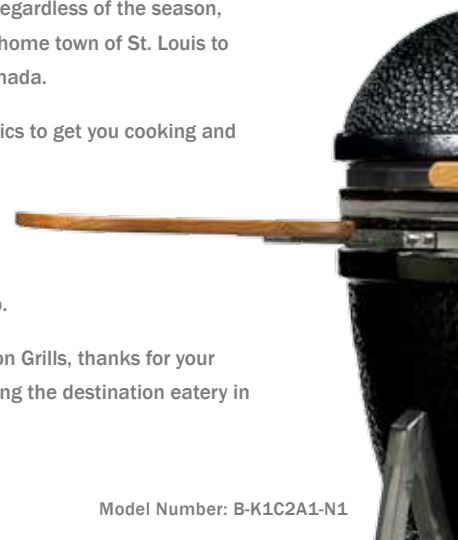 egardless of the season,
home town of St. Louis to
nada.
ics to get you cooking and
o.
on Grills, thanks for your
ng the destination eatery in
Model Number: B-K1C2A1-N1